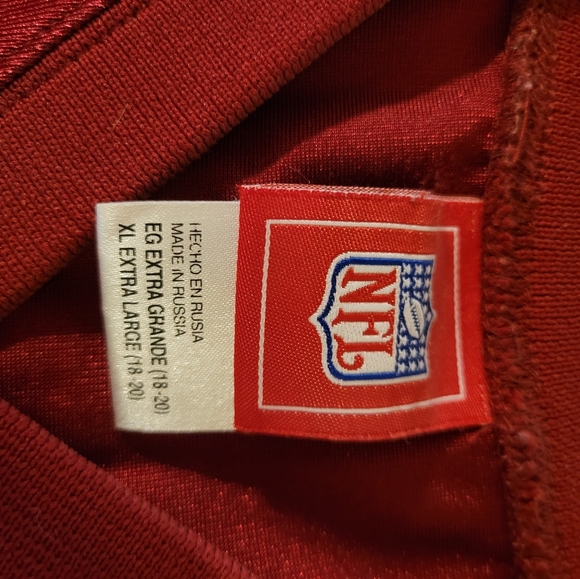 HECHO EN RUSIA
MADE IN RUSSIA
EG EXTRA GRANDE (18-20)
XL EXTRA LARGE (18-20)
NFL